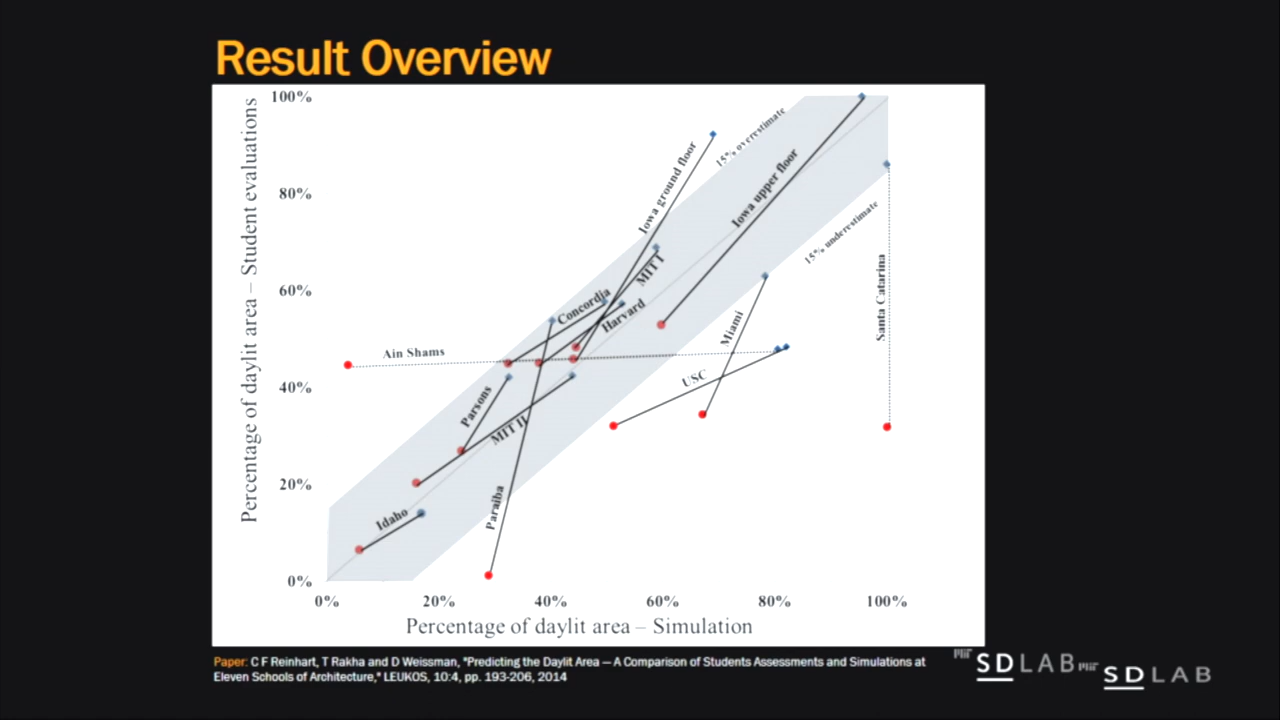 Result Overview
Percentage of daylit area – Student evaluations
100%
80%
60%
40%
20%
0%
0% 20% 40% 60% 80% 100%
Percentage of daylit area – Simulation
Iowa ground floor
15% overestimate
Iowa upper floor
15% underestimate
MIT I
Concordia
Harvard
Santa Catarina
Miami
Ain Shams
USC
Parsons
MIT II
Paraiba
Idaho
Paper: C F Reinhart, T Rakha and D Weissman, "Predicting the Daylit Area — A Comparison of Students Assessments and Simulations at
Eleven Schools of Architecture," LEUKOS, 10:4, pp. 193-206, 2014
MIT SDLAB
MIT SDLAB